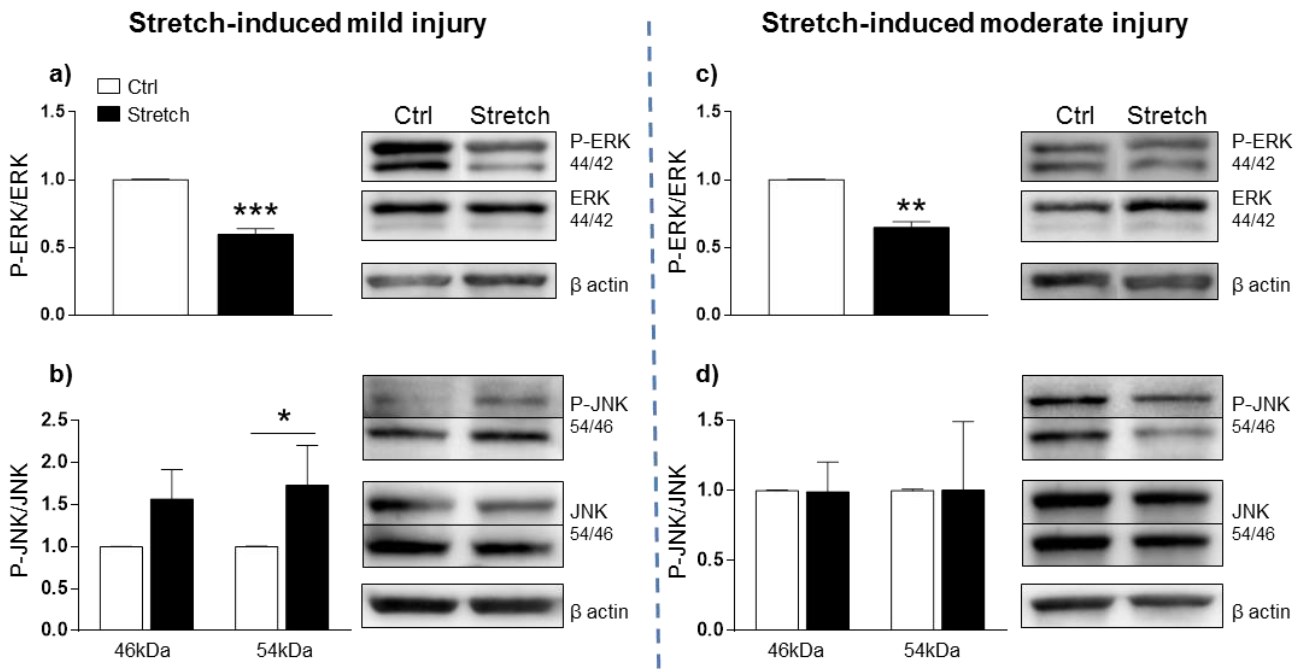 Stretch-induced mild injury
Stretch-induced moderate injury
a)
Ctrl
Stretch
1.5
1.0
0.5
0.0
P-ERK/ERK
***
Ctrl Stretch
P-ERK
44/42
ERK
44/42
β actin
b)
2.5
2.0
1.5
1.0
0.5
0.0
P-JNK/JNK
*
46kDa 54kDa
P-JNK
54/46
JNK
54/46
β actin
c)
1.5
1.0
0.5
0.0
P-ERK/ERK
**
Ctrl Stretch
P-ERK
44/42
ERK
44/42
β actin
d)
1.5
1.0
0.5
0.0
P-JNK/JNK
46kDa 54kDa
P-JNK
54/46
JNK
54/46
β actin